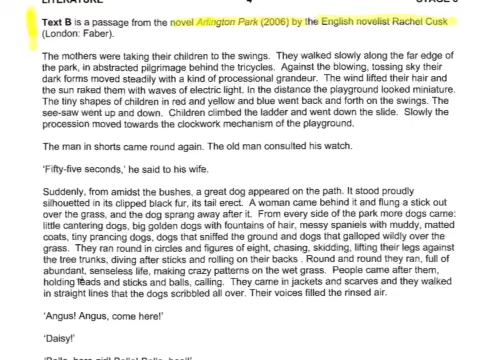 LITERATURE 4 STAGE 6
Text B is a passage from the novel Arlington Park (2006) by the English novelist Rachel Cusk
(London: Faber).
The mothers were taking their children to the swings. They walked slowly along the far edge
of the park, in abstracted pilgrimage behind the tricycles. Against the blowing, tossing sky their
dark forms moved steadily with a kind of processional grandeur. The wind lifted their hair and
the sun raked them with waves of electric light. In the distance the playground looked miniature.
The tiny shapes of children in red and yellow and blue went back and forth on the swings. The
see-saw went up and down. Children climbed the ladder and went down the slide. Slowly the
procession moved towards the clockwork mechanism of the playground.
The man in shorts came round again. The old man consulted his watch.
'Fifty-five seconds,' he said to his wife.
Suddenly, from amidst the bushes, a great dog appeared on the path. It stood proudly
silhouetted in its clipped black fur, its tail erect. A woman came behind it and flung a stick out
over the grass, and the dog sprang away after it. From every side of the park more dogs came:
little cantering dogs, big golden dogs with fountains of hair, messy spaniels with muddy, matted
coats, tiny prancing dogs, dogs that sniffed the ground and dogs that galloped wildly over the
grass. They ran round in circles and figures of eight, chasing, skidding, lifting their legs against
the tree trunks, diving after sticks and rolling on their backs . Round and round they ran, full of
abundant, senseless life, making crazy patterns on the wet grass. People came after them,
holding leads and sticks and balls, calling. They came in jackets and scarves and they walked
in straight lines that the dogs scribbled all over. Their voices filled the rinsed air.
'Angus! Angus, come here!'
'Daisy!'